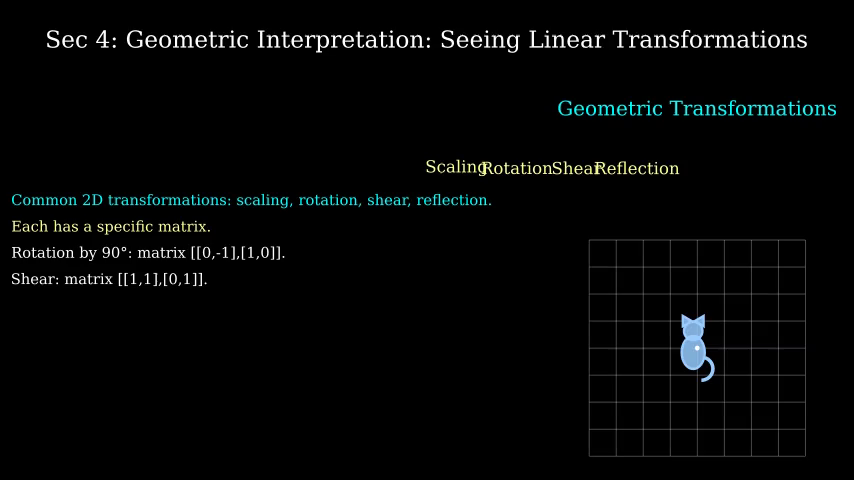 Sec 4: Geometric Interpretation: Seeing Linear Transformations
Geometric Transformations
Scaling Rotation Shear Reflection
Common 2D transformations: scaling, rotation, shear, reflection.
Each has a specific matrix.
Rotation by 90°: matrix [[0,-1],[1,0]].
Shear: matrix [[1,1],[0,1]].